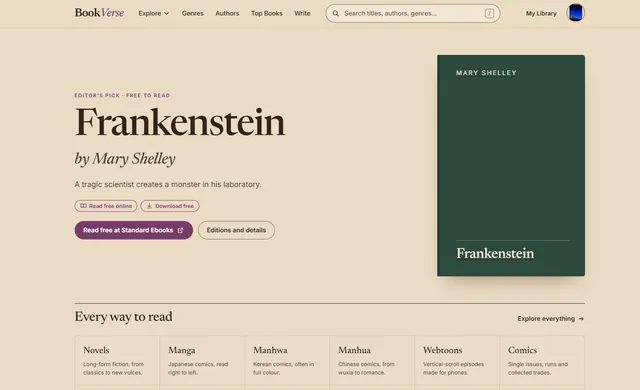 BookVerse
Explore
Genres
Authors
Top Books
Write
Search titles, authors, genres...
/
My Library
EDITOR'S PICK · FREE TO READ
Frankenstein
by Mary Shelley
A tragic scientist creates a monster in his laboratory.
Read free online
Download free
Read free at Standard Ebooks
Editions and details
MARY SHELLEY
Frankenstein
Every way to read
Explore everything →
Novels
Long-form fiction, from
classics to new voices.
Manga
Japanese comics, read
right to left.
Manhwa
Korean comics, often in
full colour.
Manhua
Chinese comics, from
wuxia to romance.
Webtoons
Vertical-scroll episodes
made for phones.
Comics
Single issues, runs and
collected trades.